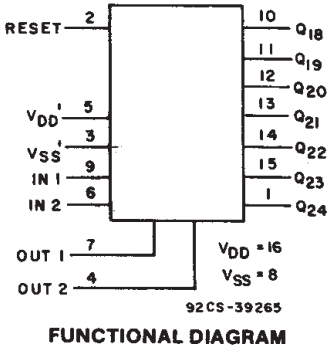 RESET 2
10 Q18
11 Q19
12 Q20
5 VDD'
13 Q21
3 VSS'
14 Q22
IN 1 9
15 Q23
IN 2 6
1 Q24
OUT 1 7
VDD = 16
OUT 2 4
VSS = 8
92CS-39265
FUNCTIONAL DIAGRAM